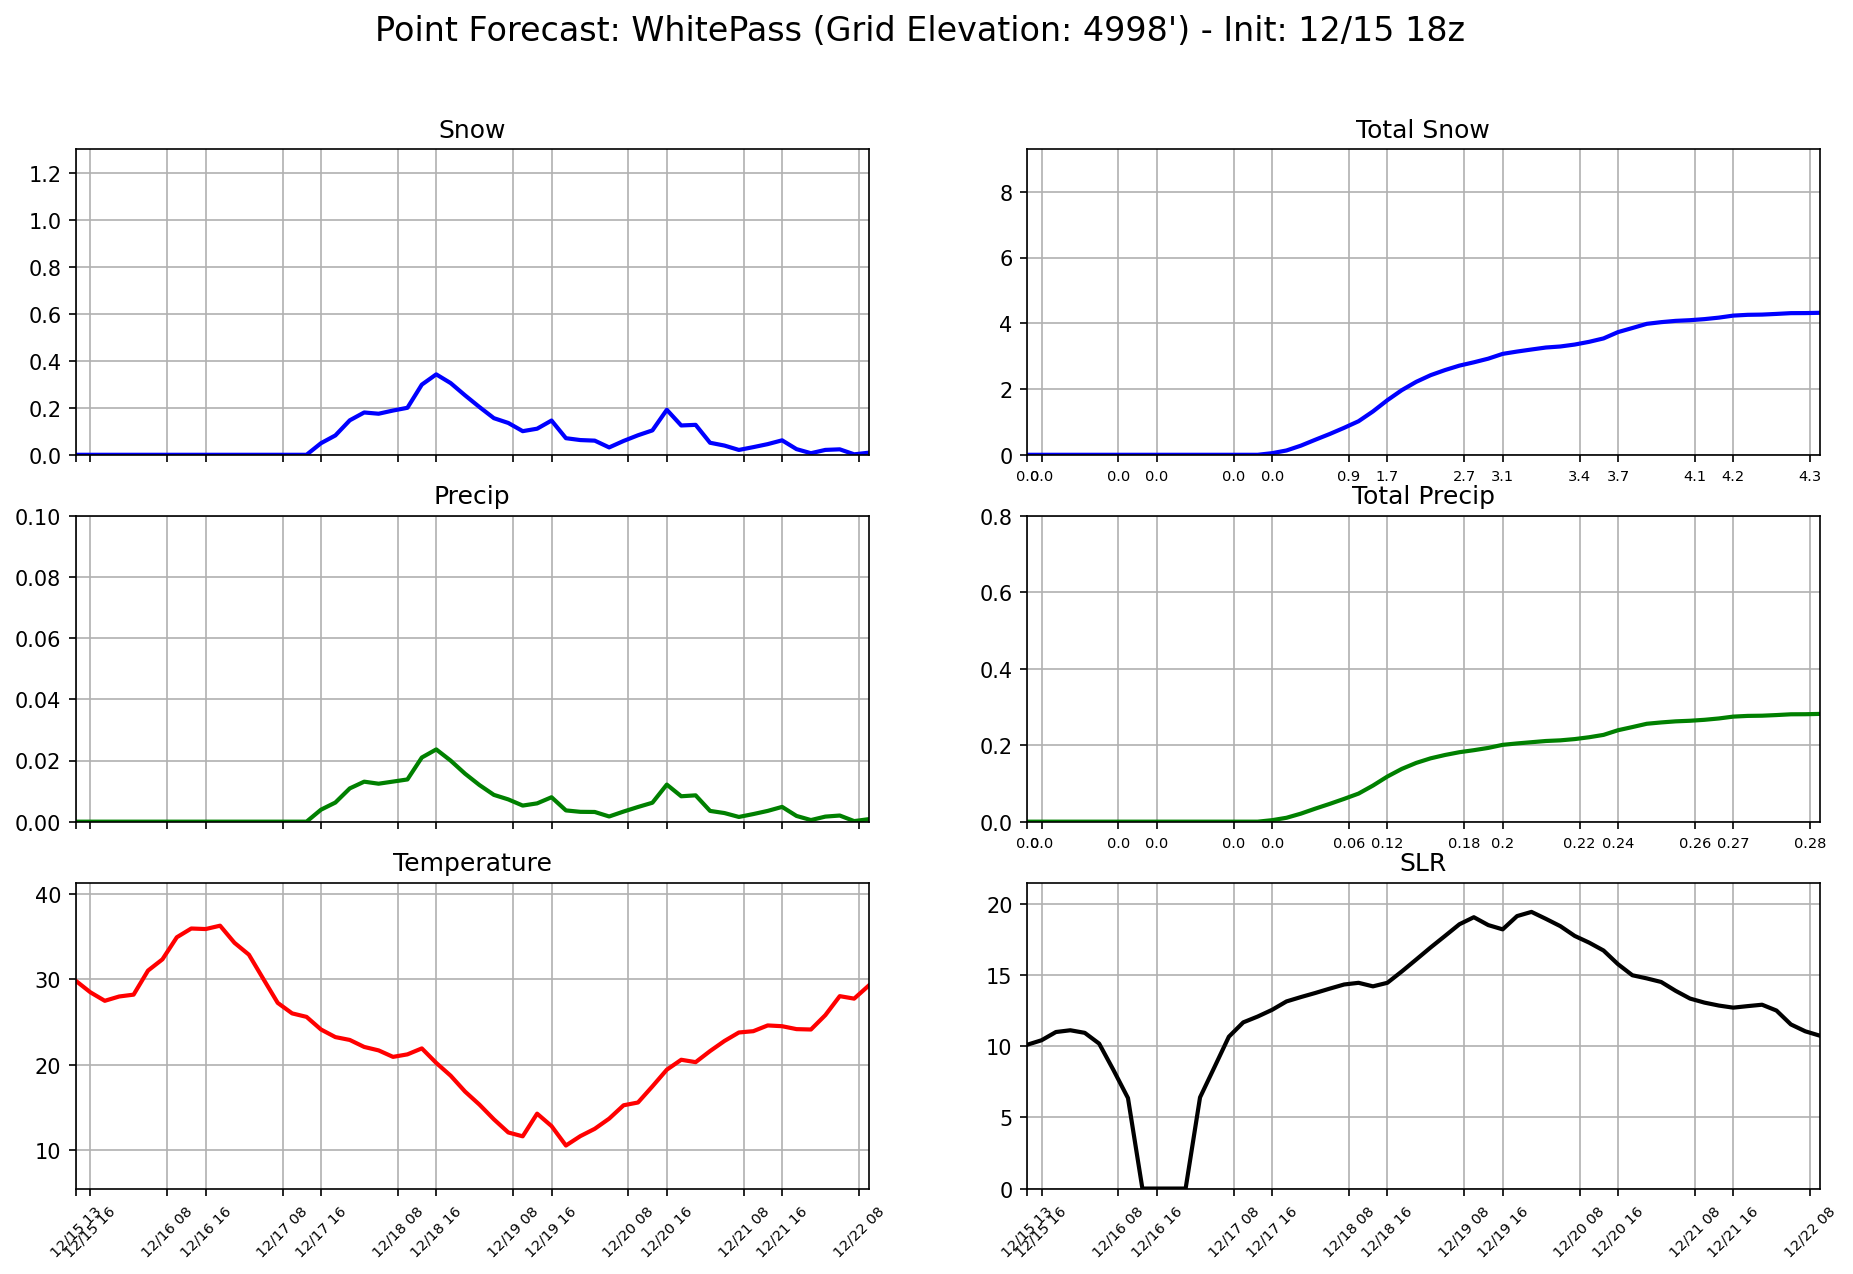 Point Forecast: WhitePass (Grid Elevation: 4998') - Init: 12/15 18z
Snow
1.2
1.0
0.8
0.6
0.4
0.2
0.0
Total Snow
8
6
4
2
0
0.0 0.0 0.0 0.0 0.0 0.0 0.9 1.7 2.7 3.1 3.4 3.7 4.1 4.2 4.3
Precip
0.10
0.08
0.06
0.04
0.02
0.00
Total Precip
0.8
0.6
0.4
0.2
0.0
0.0 0.0 0.0 0.0 0.0 0.0 0.06 0.12 0.18 0.2 0.22 0.24 0.26 0.27 0.28
Temperature
40
30
20
10
12/15 13 12/15 16 12/16 08 12/16 16 12/17 08 12/17 16 12/18 08 12/18 16 12/19 08 12/19 16 12/20 08 12/20 16 12/21 08 12/21 16 12/22 08
SLR
20
15
10
5
0
12/15 13 12/15 16 12/16 08 12/16 16 12/17 08 12/17 16 12/18 08 12/18 16 12/19 08 12/19 16 12/20 08 12/20 16 12/21 08 12/21 16 12/22 08